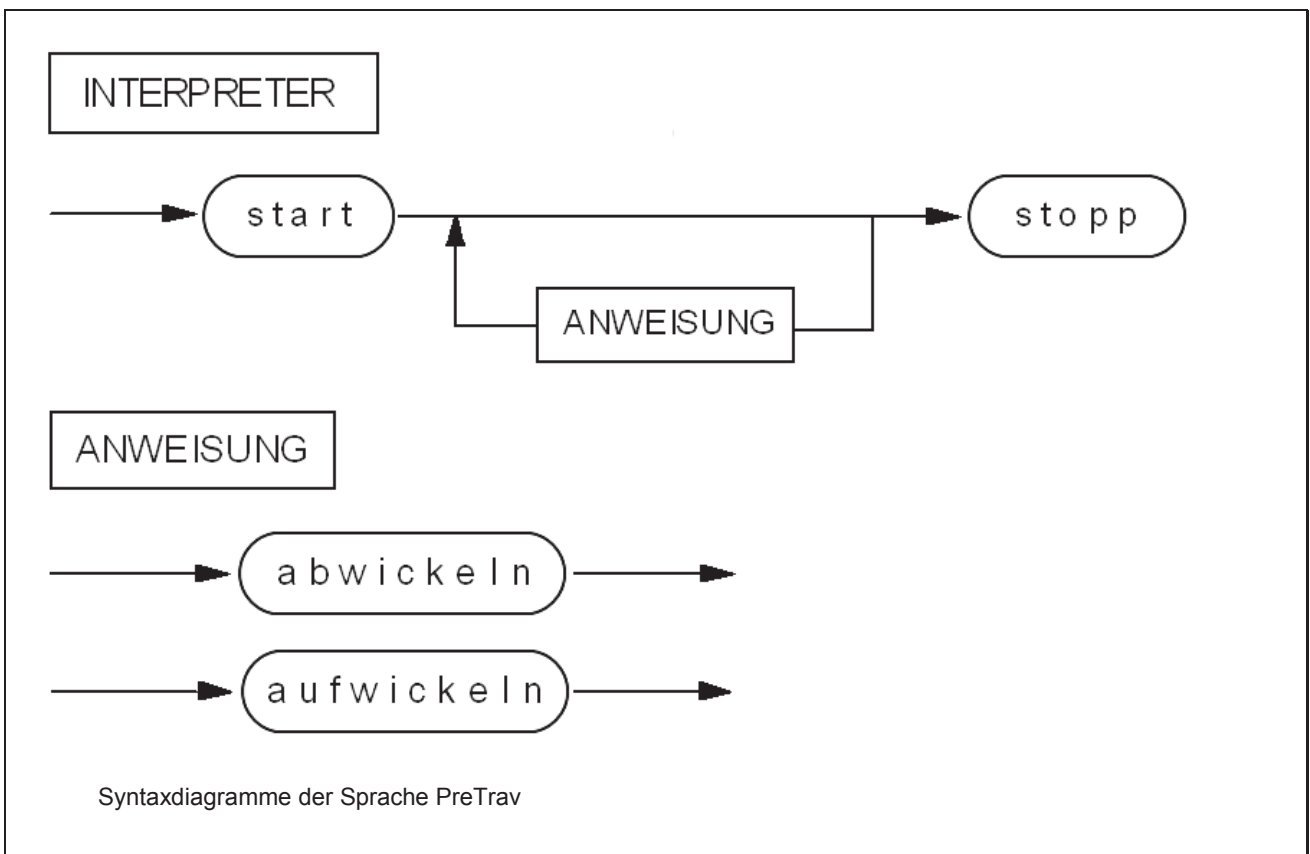 INTERPRETER
start
stopp
ANWEISUNG
ANWEISUNG
abwickeln
aufwickeln
Syntaxdiagramme der Sprache PreTrav